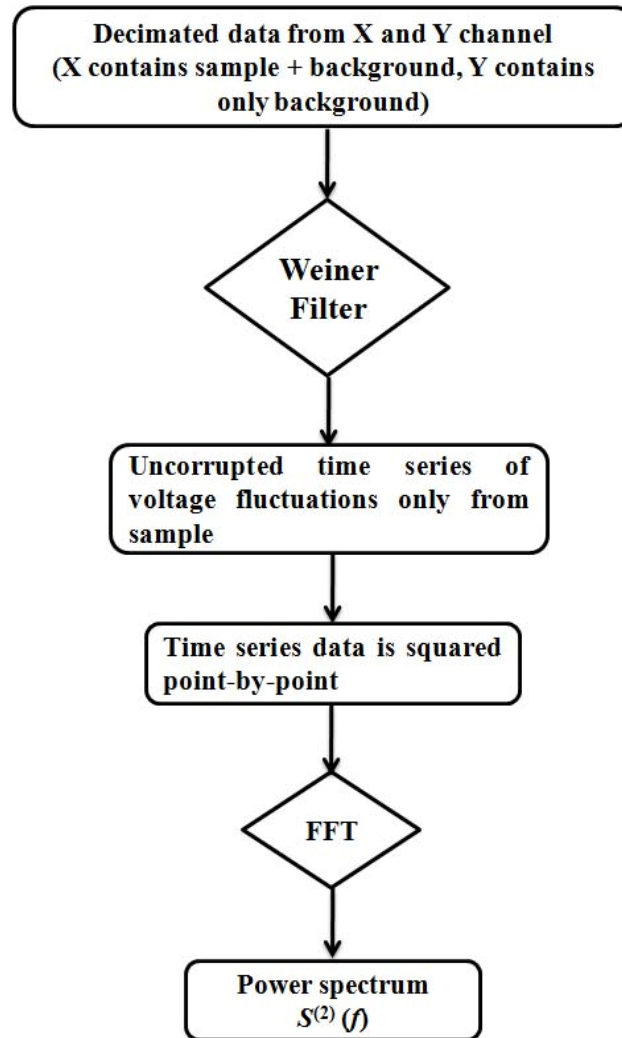 Decimated data from X and Y channel
(X contains sample + background, Y contains
only background)
Weiner
Filter
Uncorrupted time series of
voltage fluctuations only from
sample
Time series data is squared
point-by-point
FFT
Power spectrum
S⁽²⁾ (f)